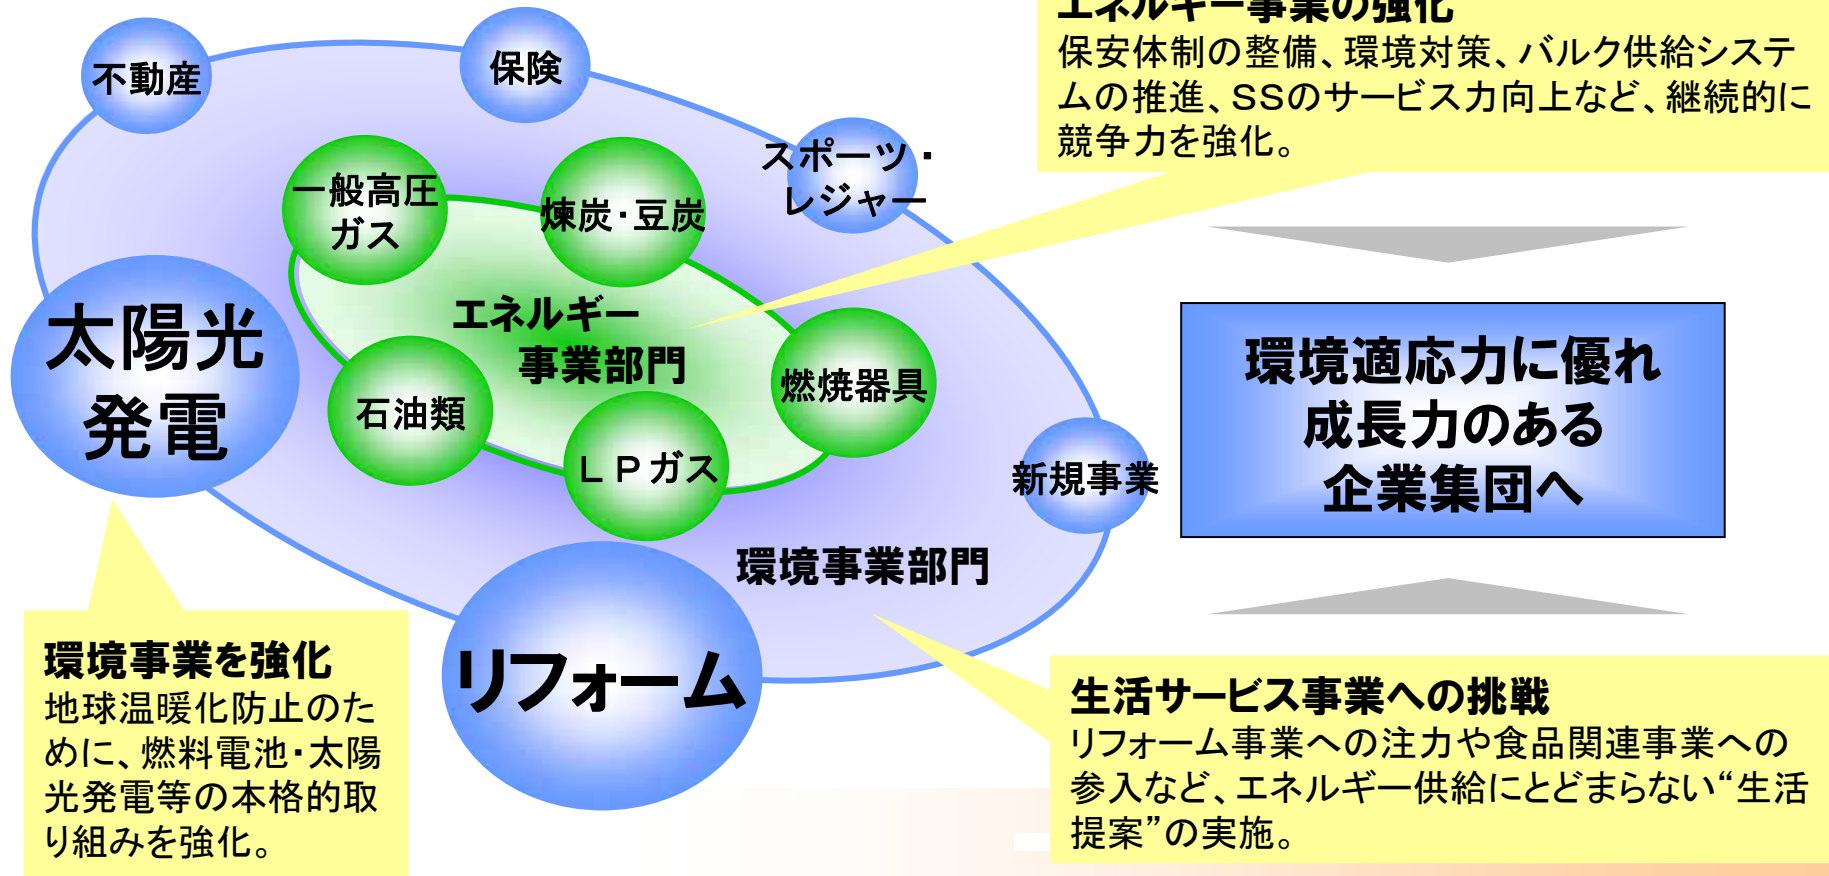 エネルギー事業の強化
保安体制の整備、環境対策、バルク供給システ
ムの推進、SSのサービス力向上など、継続的に
競争力を強化。
不動産
保険
スポーツ・
レジャー
一般高圧
ガス
煉炭・豆炭
太陽光
発電
エネルギー
事業部門
石油類
燃焼器具
LPガス
新規事業
環境事業部門
リフォーム
環境適応力に優れ
成長力のある
企業集団へ
環境事業を強化
地球温暖化防止のた
めに、燃料電池・太陽
光発電等の本格的取
り組みを強化。
生活サービス事業への挑戦
リフォーム事業への注力や食品関連事業への
参入など、エネルギー供給にとどまらない“生活
提案”の実施。